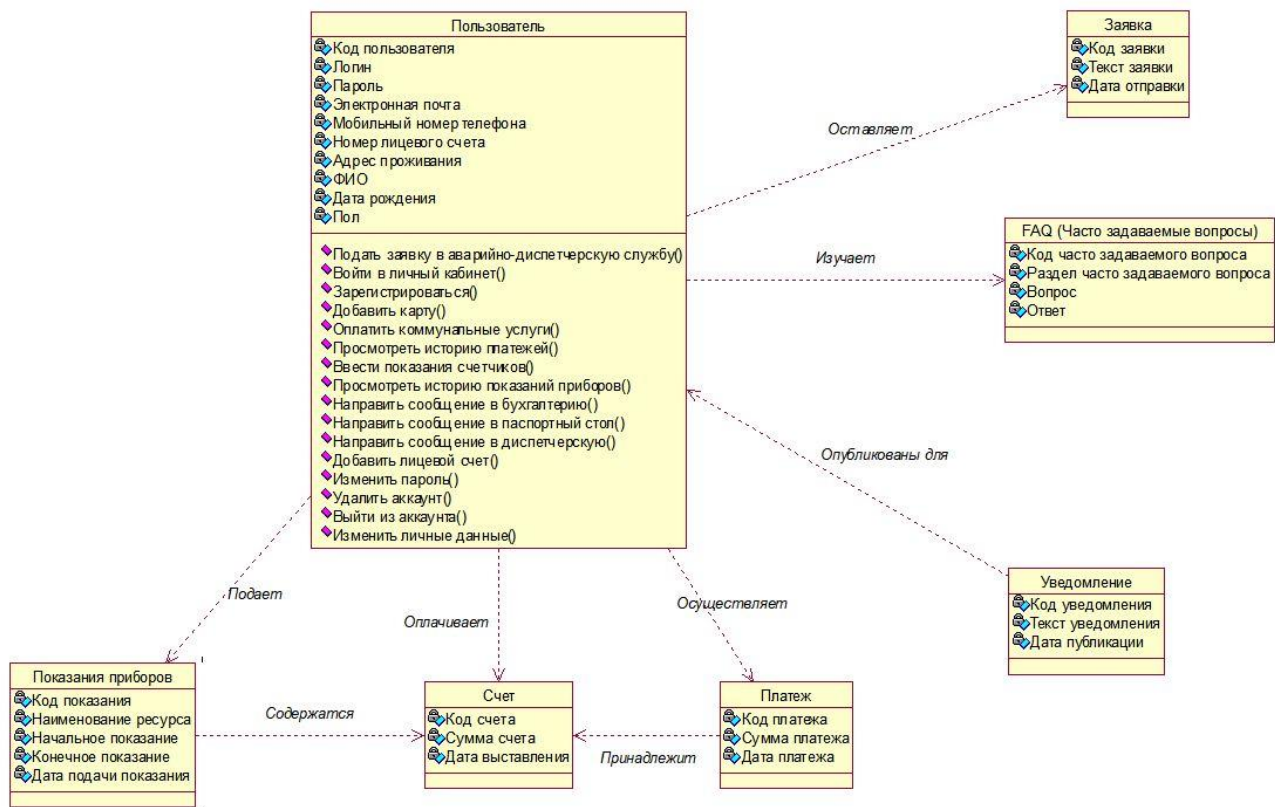 Пользователь
Код пользователя
Логин
Пароль
Электронная почта
Мобильный номер телефона
Номер лицевого счета
Адрес проживания
ФИО
Дата рождения
Пол
Подать заявку в аварийно-диспетчерскую службу()
Войти в личный кабинет()
Зарегистрироваться()
Добавить карту()
Оплатить коммунальные услуги()
Просмотреть историю платежей()
Ввести показания счетчиков()
Просмотреть историю показаний приборов()
Направить сообщение в бухгалтерию()
Направить сообщение в паспортный стол()
Направить сообщение в диспетчерскую()
Добавить лицевой счет()
Изменить пароль()
Удалить аккаунт()
Выйти из аккаунта()
Изменить личные данные()
Заявка
Код заявки
Текст заявки
Дата отправки
Оставляет
FAQ (Часто задаваемые вопросы)
Код часто задаваемого вопроса
Раздел часто задаваемого вопроса
Вопрос
Ответ
Изучает
Опубликованы для
Уведомление
Код уведомления
Текст уведомления
Дата публикации
Подает
Оплачивает
Осуществляет
Показания приборов
Код показания
Наименование ресурса
Начальное показание
Конечное показание
Дата подачи показания
Содержатся
Счет
Код счета
Сумма счета
Дата выставления
Принадлежит
Платеж
Код платежа
Сумма платежа
Дата платежа